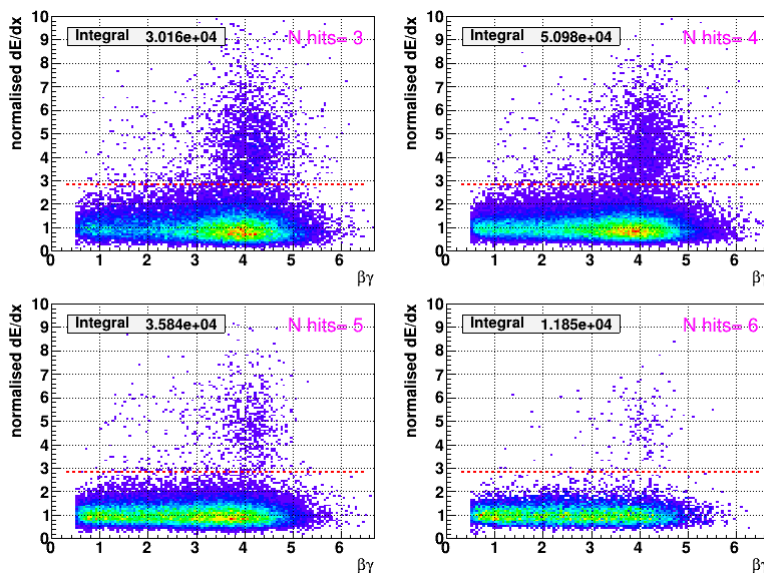 normalised dE/dx
10
9
8
7
6
5
4
3
2
1
0
Integral 3.016e+04
N hits= 3
0 1 2 3 4 5 6
βγ
normalised dE/dx
10
9
8
7
6
5
4
3
2
1
0
Integral 5.098e+04
N hits= 4
0 1 2 3 4 5 6
βγ
normalised dE/dx
10
9
8
7
6
5
4
3
2
1
0
Integral 3.584e+04
N hits= 5
0 1 2 3 4 5 6
βγ
normalised dE/dx
10
9
8
7
6
5
4
3
2
1
0
Integral 1.185e+04
N hits= 6
0 1 2 3 4 5 6
βγ